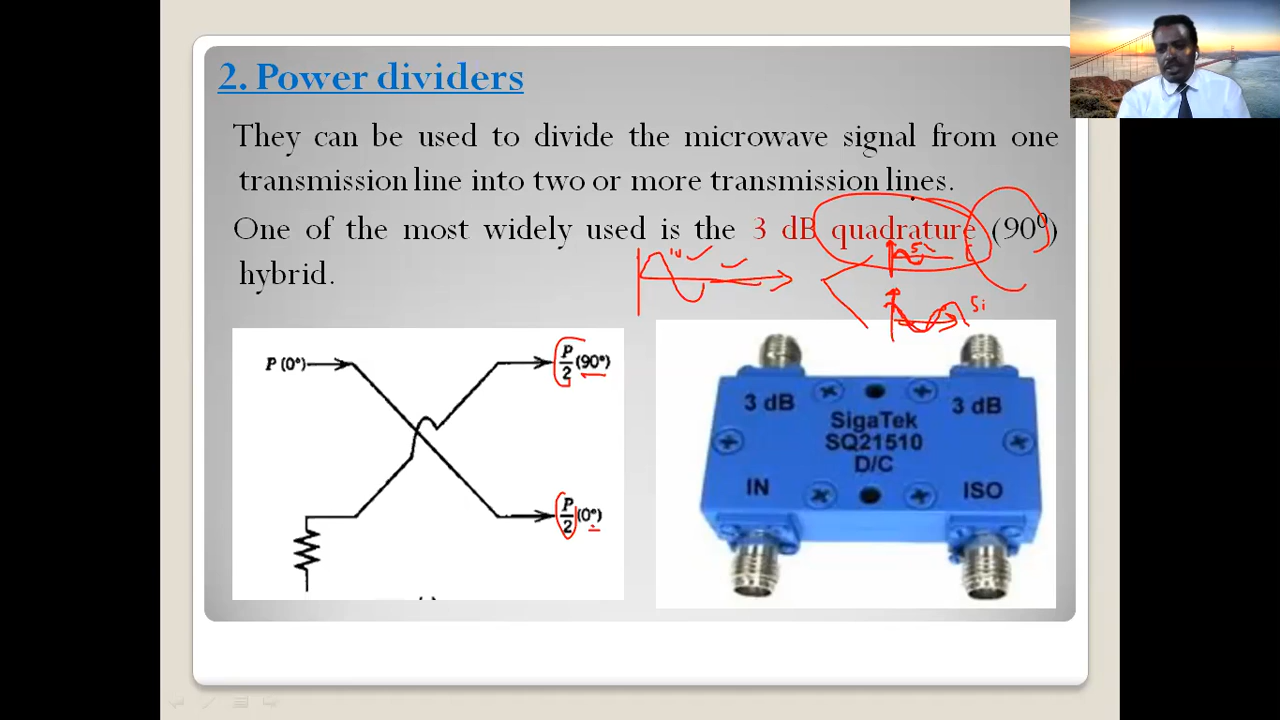 2. Power dividers
They can be used to divide the microwave signal from one
transmission line into two or more transmission lines.
One of the most widely used is the 3 dB quadrature (90⁰)
hybrid.
P (0°)
P/2 (90°)
P/2 (0°)
3 dB 3 dB
SigaTek
SQ21510
D/C
IN ISO